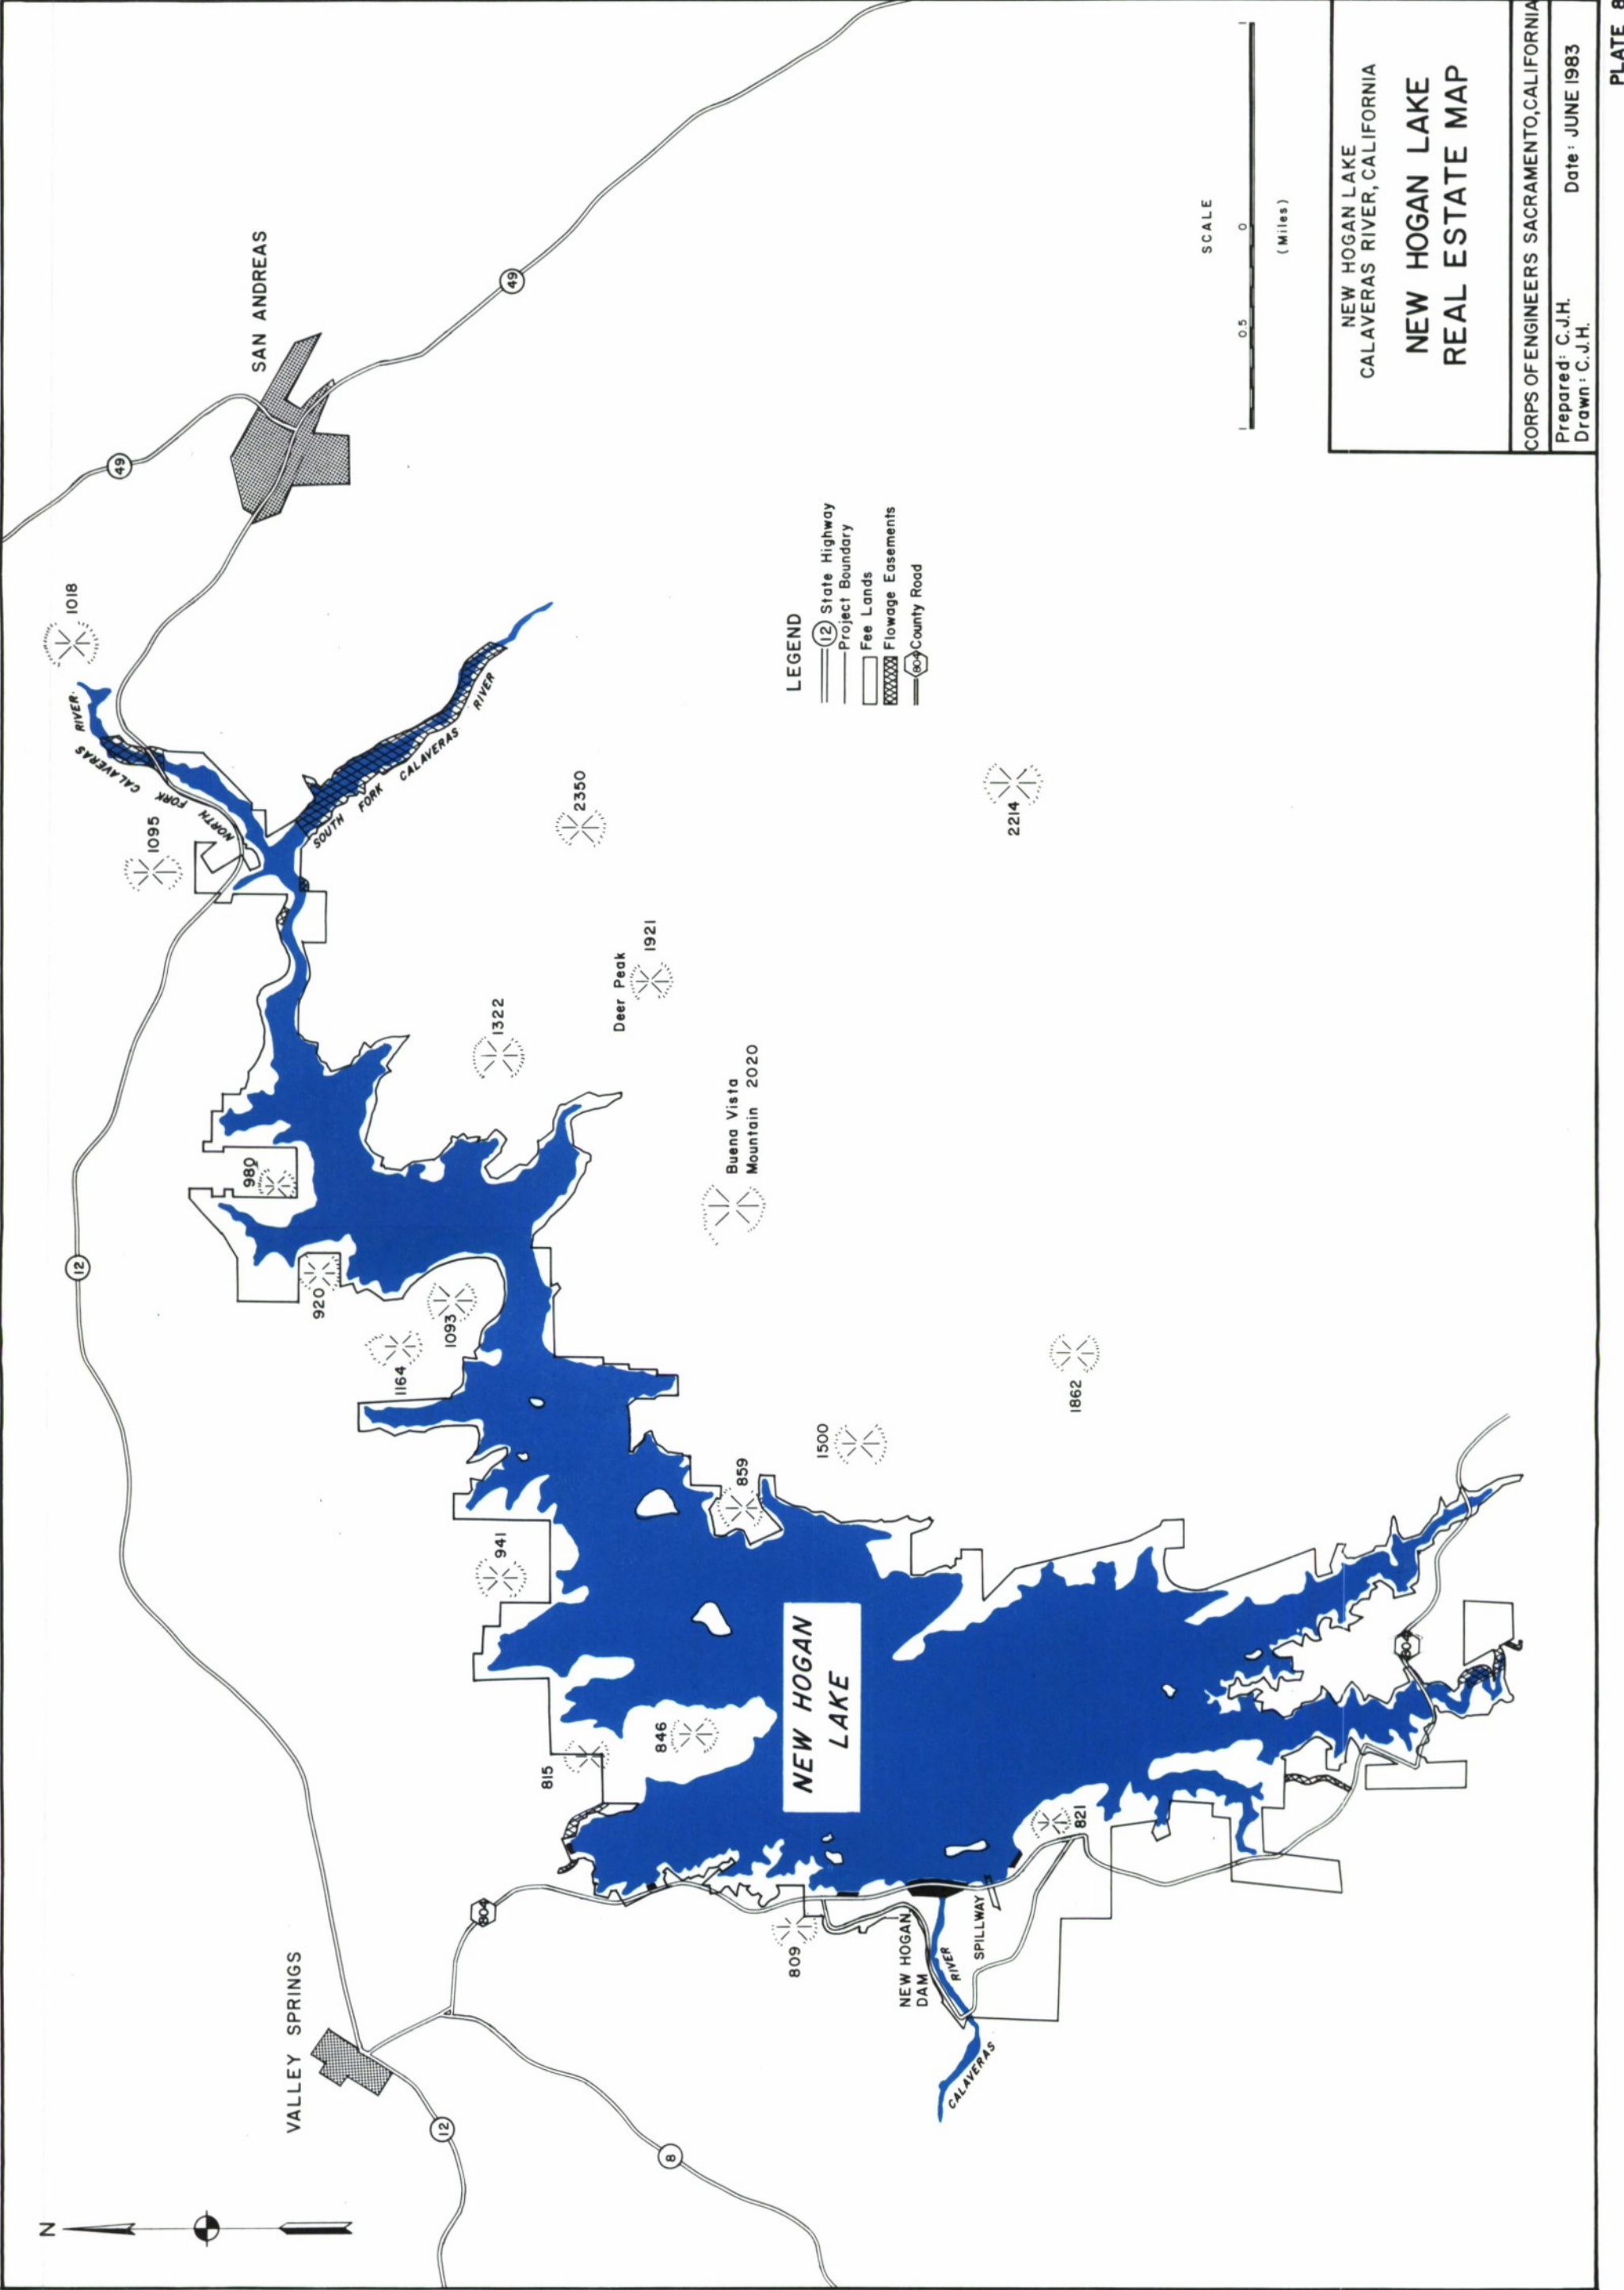 N
VALLEY SPRINGS
12
8
804
12
49
SAN ANDREAS
49
1018
1095
NORTH FORK CALAVERAS RIVER
SOUTH FORK CALAVERAS RIVER
980
920
1164
1093
1322
2350
Deer Peak
1921
Buena Vista
Mountain 2020
2214
1862
1500
859
941
815
846
809
821
804
NEW HOGAN
LAKE
NEW HOGAN
DAM
SPILLWAY
CALAVERAS RIVER
LEGEND
12 State Highway
Project Boundary
Fee Lands
Flowage Easements
804 County Road
SCALE
1 0.5 0 1
(Miles)
NEW HOGAN LAKE
CALAVERAS RIVER, CALIFORNIA
NEW HOGAN LAKE
REAL ESTATE MAP
CORPS OF ENGINEERS SACRAMENTO, CALIFORNIA
Prepared: C.J.H.
Drawn: C.J.H.
Date: JUNE 1983
PLATE 8